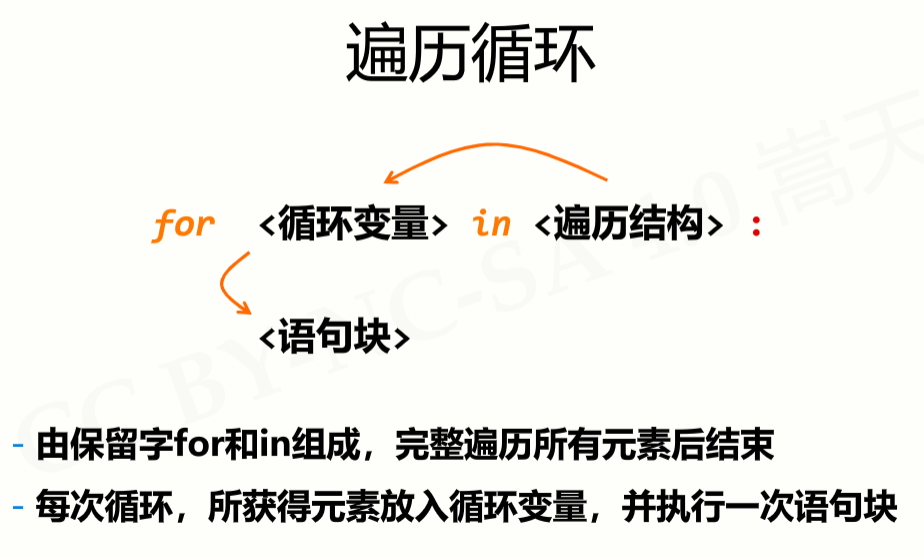 遍历循环
for <循环变量> in <遍历结构> :
<语句块>
- 由保留字for和in组成，完整遍历所有元素后结束
- 每次循环，所获得元素放入循环变量，并执行一次语句块
CC BY-NC-SA 4.0 嵩天